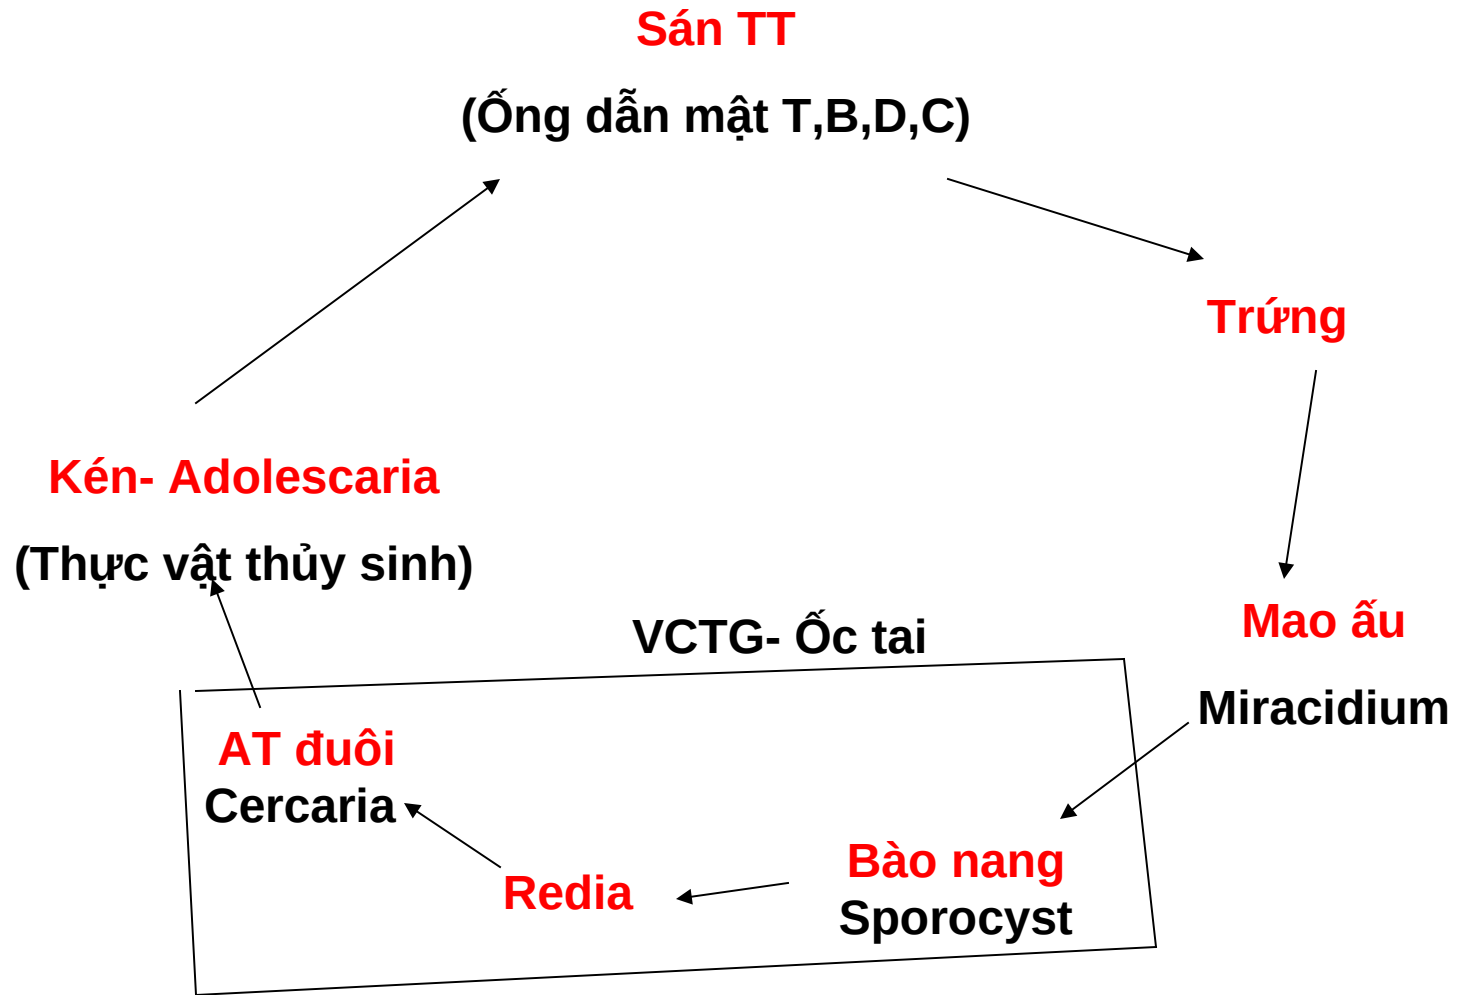 Sán TT
(Ống dẫn mật T,B,D,C)
Trứng
Kén- Adolescaria
(Thực vật thủy sinh)
Mao ấu
Miracidium
VCTG- Ốc tai
AT đuôi
Cercaria
Redia
Bào nang
Sporocyst